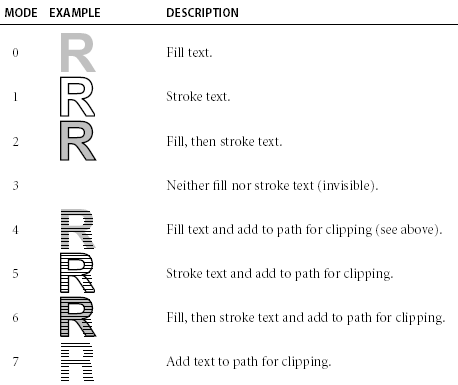 MODE EXAMPLE DESCRIPTION
0 R Fill text.
1 R Stroke text.
2 R Fill, then stroke text.
3 Neither fill nor stroke text (invisible).
4 R Fill text and add to path for clipping (see above).
5 R Stroke text and add to path for clipping.
6 R Fill, then stroke text and add to path for clipping.
7 R Add text to path for clipping.